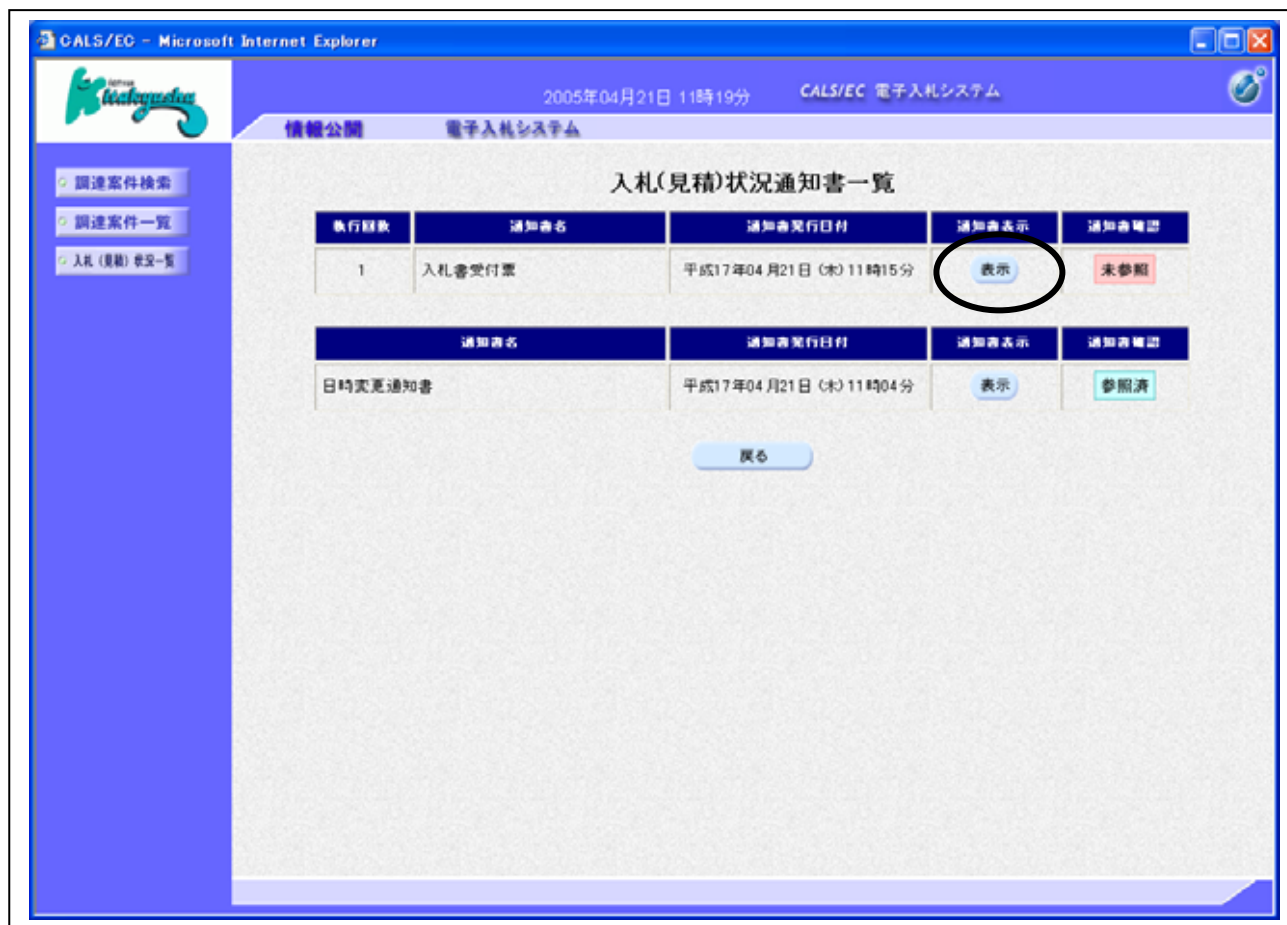 CALS/EC - Microsoft Internet Explorer
Kitakyushu
2005年04月21日 11時19分 CALS/EC 電子入札システム
情報公開 電子入札システム
調達案件検索
調達案件一覧
入札(見積)状況一覧
入札(見積)状況通知書一覧
執行回数 通知書名 通知書発行日付 通知書表示 通知書確認
1 入札書受付票 平成17年04月21日(木)11時15分 表示 未参照
通知書名 通知書発行日付 通知書表示 通知書確認
日時変更通知書 平成17年04月21日(木)11時04分 表示 参照済
戻る